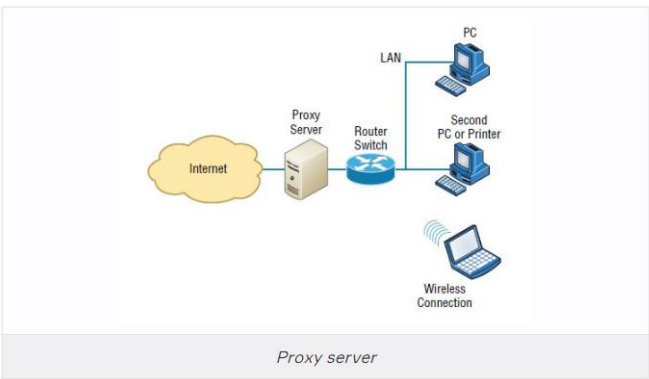 PC
LAN
Proxy
Server
Router
Switch
Second
PC or Printer
Internet
Wireless
Connection
Proxy server